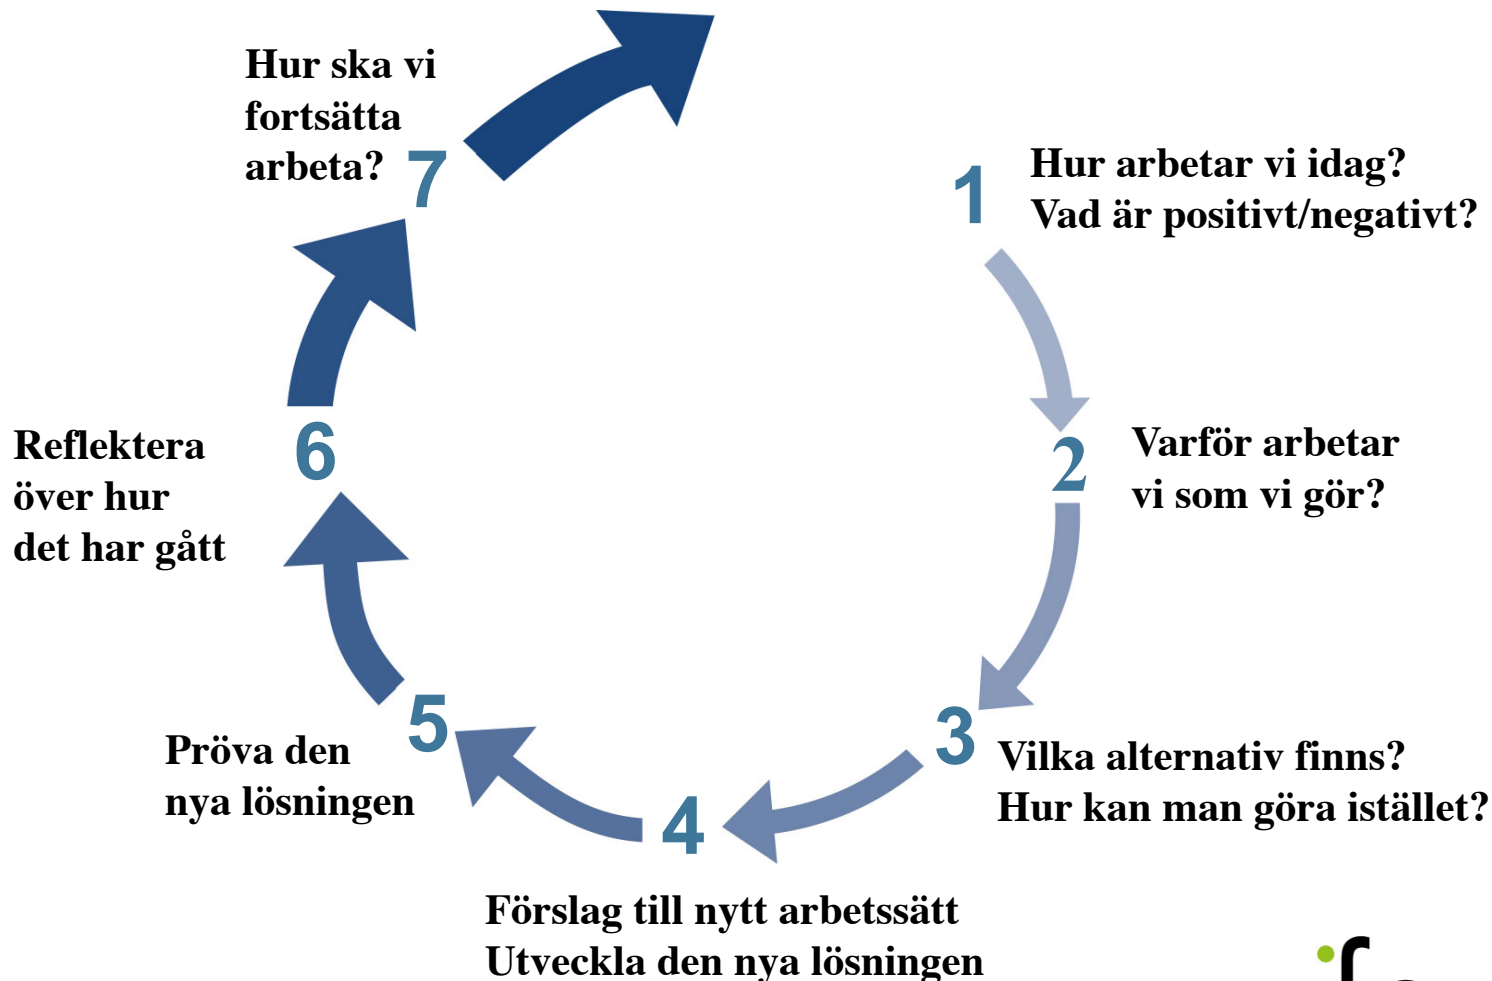 1
Hur arbetar vi idag?
Vad är positivt/negativt?
2
Varför arbetar
vi som vi gör?
3
Vilka alternativ finns?
Hur kan man göra istället?
4
Förslag till nytt arbetssätt
Utveckla den nya lösningen
5
Pröva den
nya lösningen
6
Reflektera
över hur
det har gått
7
Hur ska vi
fortsätta
arbeta?